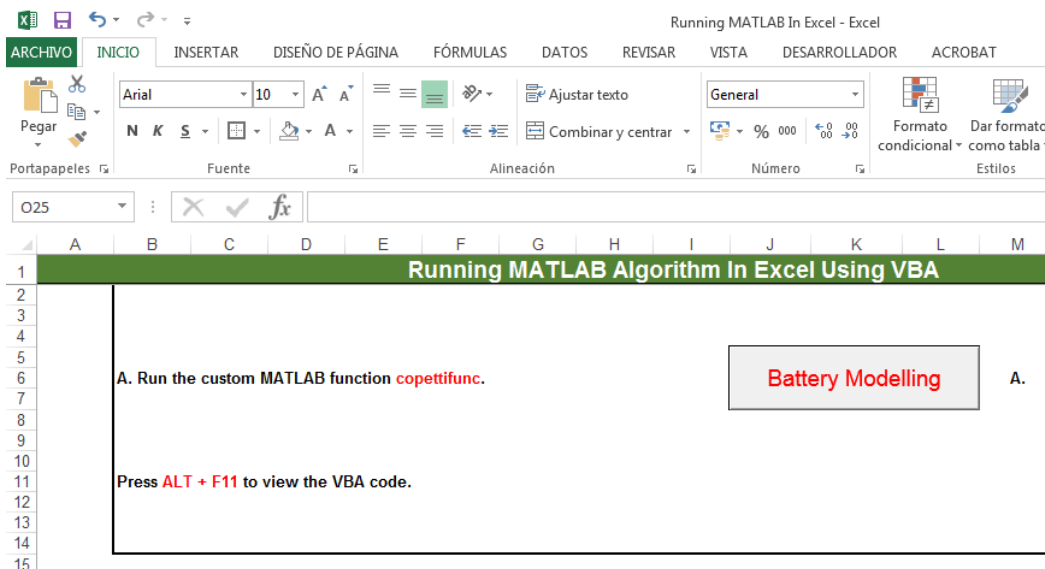 Running MATLAB In Excel - Excel
ARCHIVO INICIO INSERTAR DISEÑO DE PÁGINA FÓRMULAS DATOS REVISAR VISTA DESARROLLADOR ACROBAT
Pegar
Arial 10 A A
N K S A
Ajustar texto
Combinar y centrar
General
% 000
Formato condicional
Dar formato como tabla
Portapapeles Fuente Alineación Número Estilos
O25 fx
A B C D E F G H I J K L M
1 Running MATLAB Algorithm In Excel Using VBA
2
3
4
5
6 A. Run the custom MATLAB function copettifunc. Battery Modelling A.
7
8
9
10
11 Press ALT + F11 to view the VBA code.
12
13
14
15